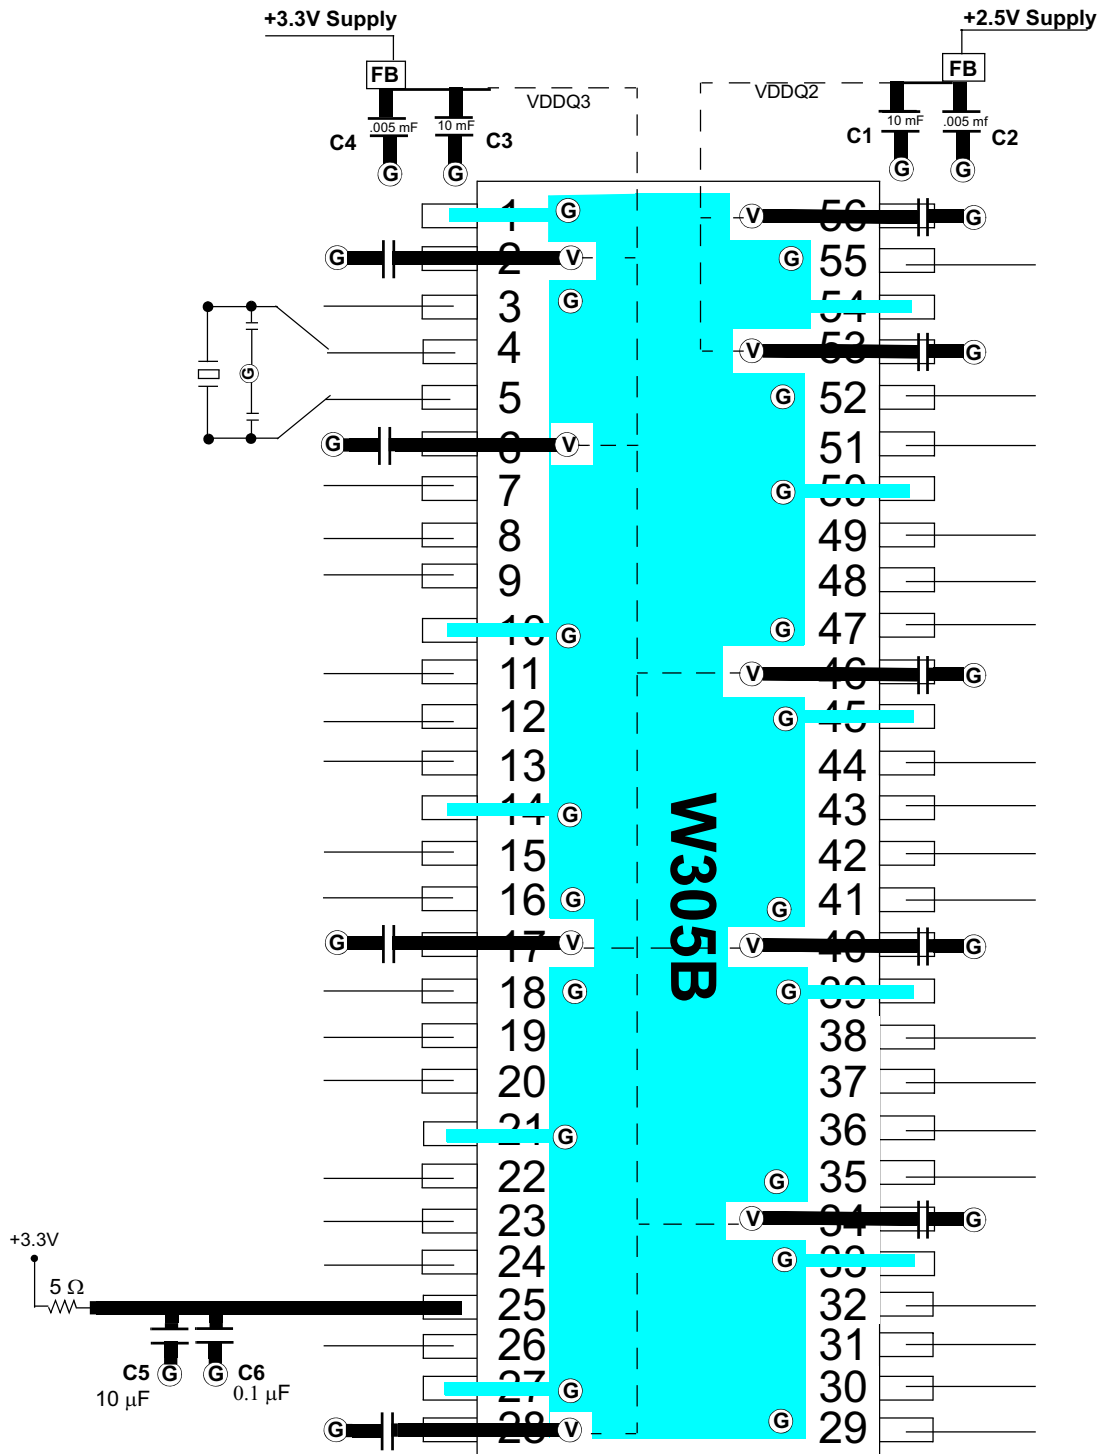 +3.3V Supply
+2.5V Supply
FB
FB
VDDQ3
VDDQ2
.005 mF
10 mF
C4
C3
10 mF
.005 mf
C1
C2
G
G
G
G
1
G
V
56
G
G
2
V
G
55
3
G
54
4
V
53
G
G
5
G
52
G
6
V
51
7
G
50
8
49
9
48
10
G
G
47
11
V
46
G
12
G
45
13
44
14
G
43
15
42
16
G
G
41
G
17
V
V
40
G
18
G
G
39
19
38
20
37
21
G
36
22
G
35
23
V
34
G
24
G
33
W305B
+3.3V
5 Ω
25
32
26
31
C5
G
G
C6
10 µF
0.1 µF
27
G
30
G
28
V
G
29